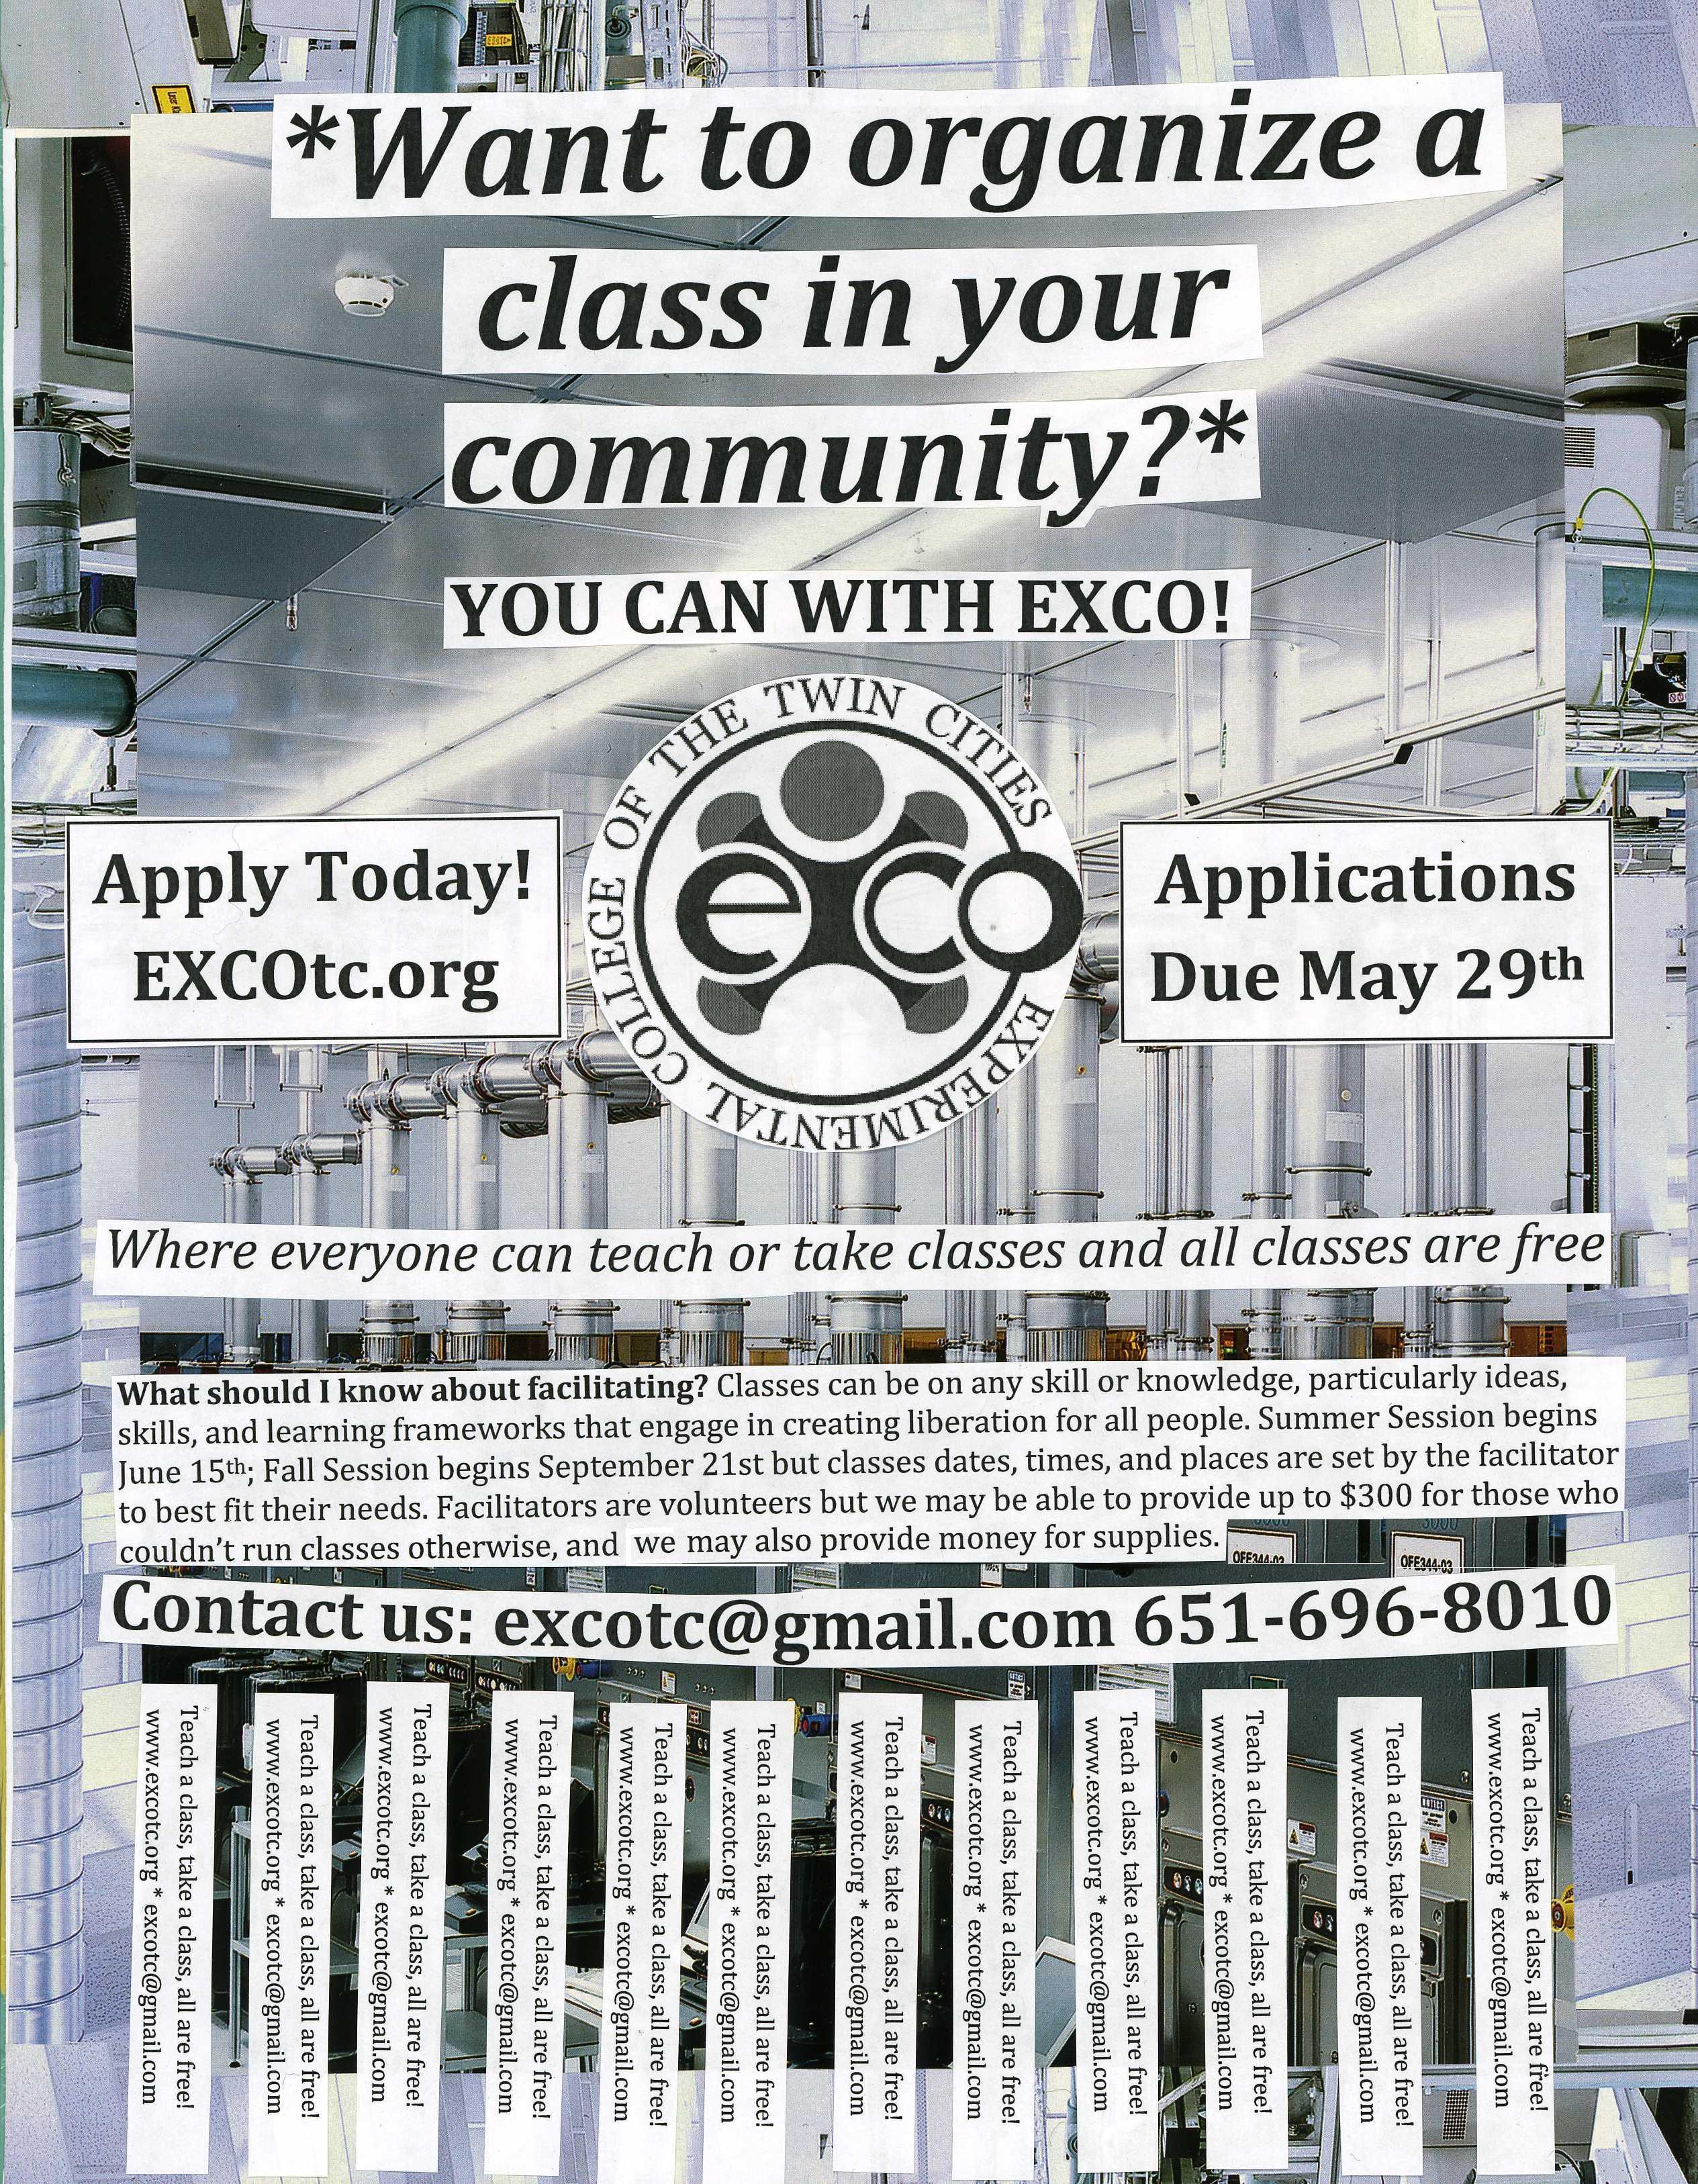 *Want to organize a
class in your
community?*
YOU CAN WITH EXCO!
EXPERIMENTAL COLLEGE OF THE TWIN CITIES
exco
Apply Today!
EXCOtc.org
Applications
Due May 29th
Where everyone can teach or take classes and all classes are free
What should I know about facilitating? Classes can be on any skill or knowledge, particularly ideas,
skills, and learning frameworks that engage in creating liberation for all people. Summer Session begins
June 15th; Fall Session begins September 21st but classes dates, times, and places are set by the facilitator
to best fit their needs. Facilitators are volunteers but we may be able to provide up to $300 for those who
couldn't run classes otherwise, and we may also provide money for supplies.
OFE344-02
OFE344-03
Contact us: excotc@gmail.com 651-696-8010
Teach a class, take a class, all are free!
www.excotc.org * excotc@gmail.com
Teach a class, take a class, all are free!
www.excotc.org * excotc@gmail.com
Teach a class, take a class, all are free!
www.excotc.org * excotc@gmail.com
Teach a class, take a class, all are free!
www.excotc.org * excotc@gmail.com
Teach a class, take a class, all are free!
www.excotc.org * excotc@gmail.com
Teach a class, take a class, all are free!
www.excotc.org * excotc@gmail.com
Teach a class, take a class, all are free!
www.excotc.org * excotc@gmail.com
Teach a class, take a class, all are free!
www.excotc.org * excotc@gmail.com
Teach a class, take a class, all are free!
www.excotc.org * excotc@gmail.com
Teach a class, take a class, all are free!
www.excotc.org * excotc@gmail.com
Teach a class, take a class, all are free!
www.excotc.org * excotc@gmail.com
Teach a class, take a class, all are free!
www.excotc.org * excotc@gmail.com